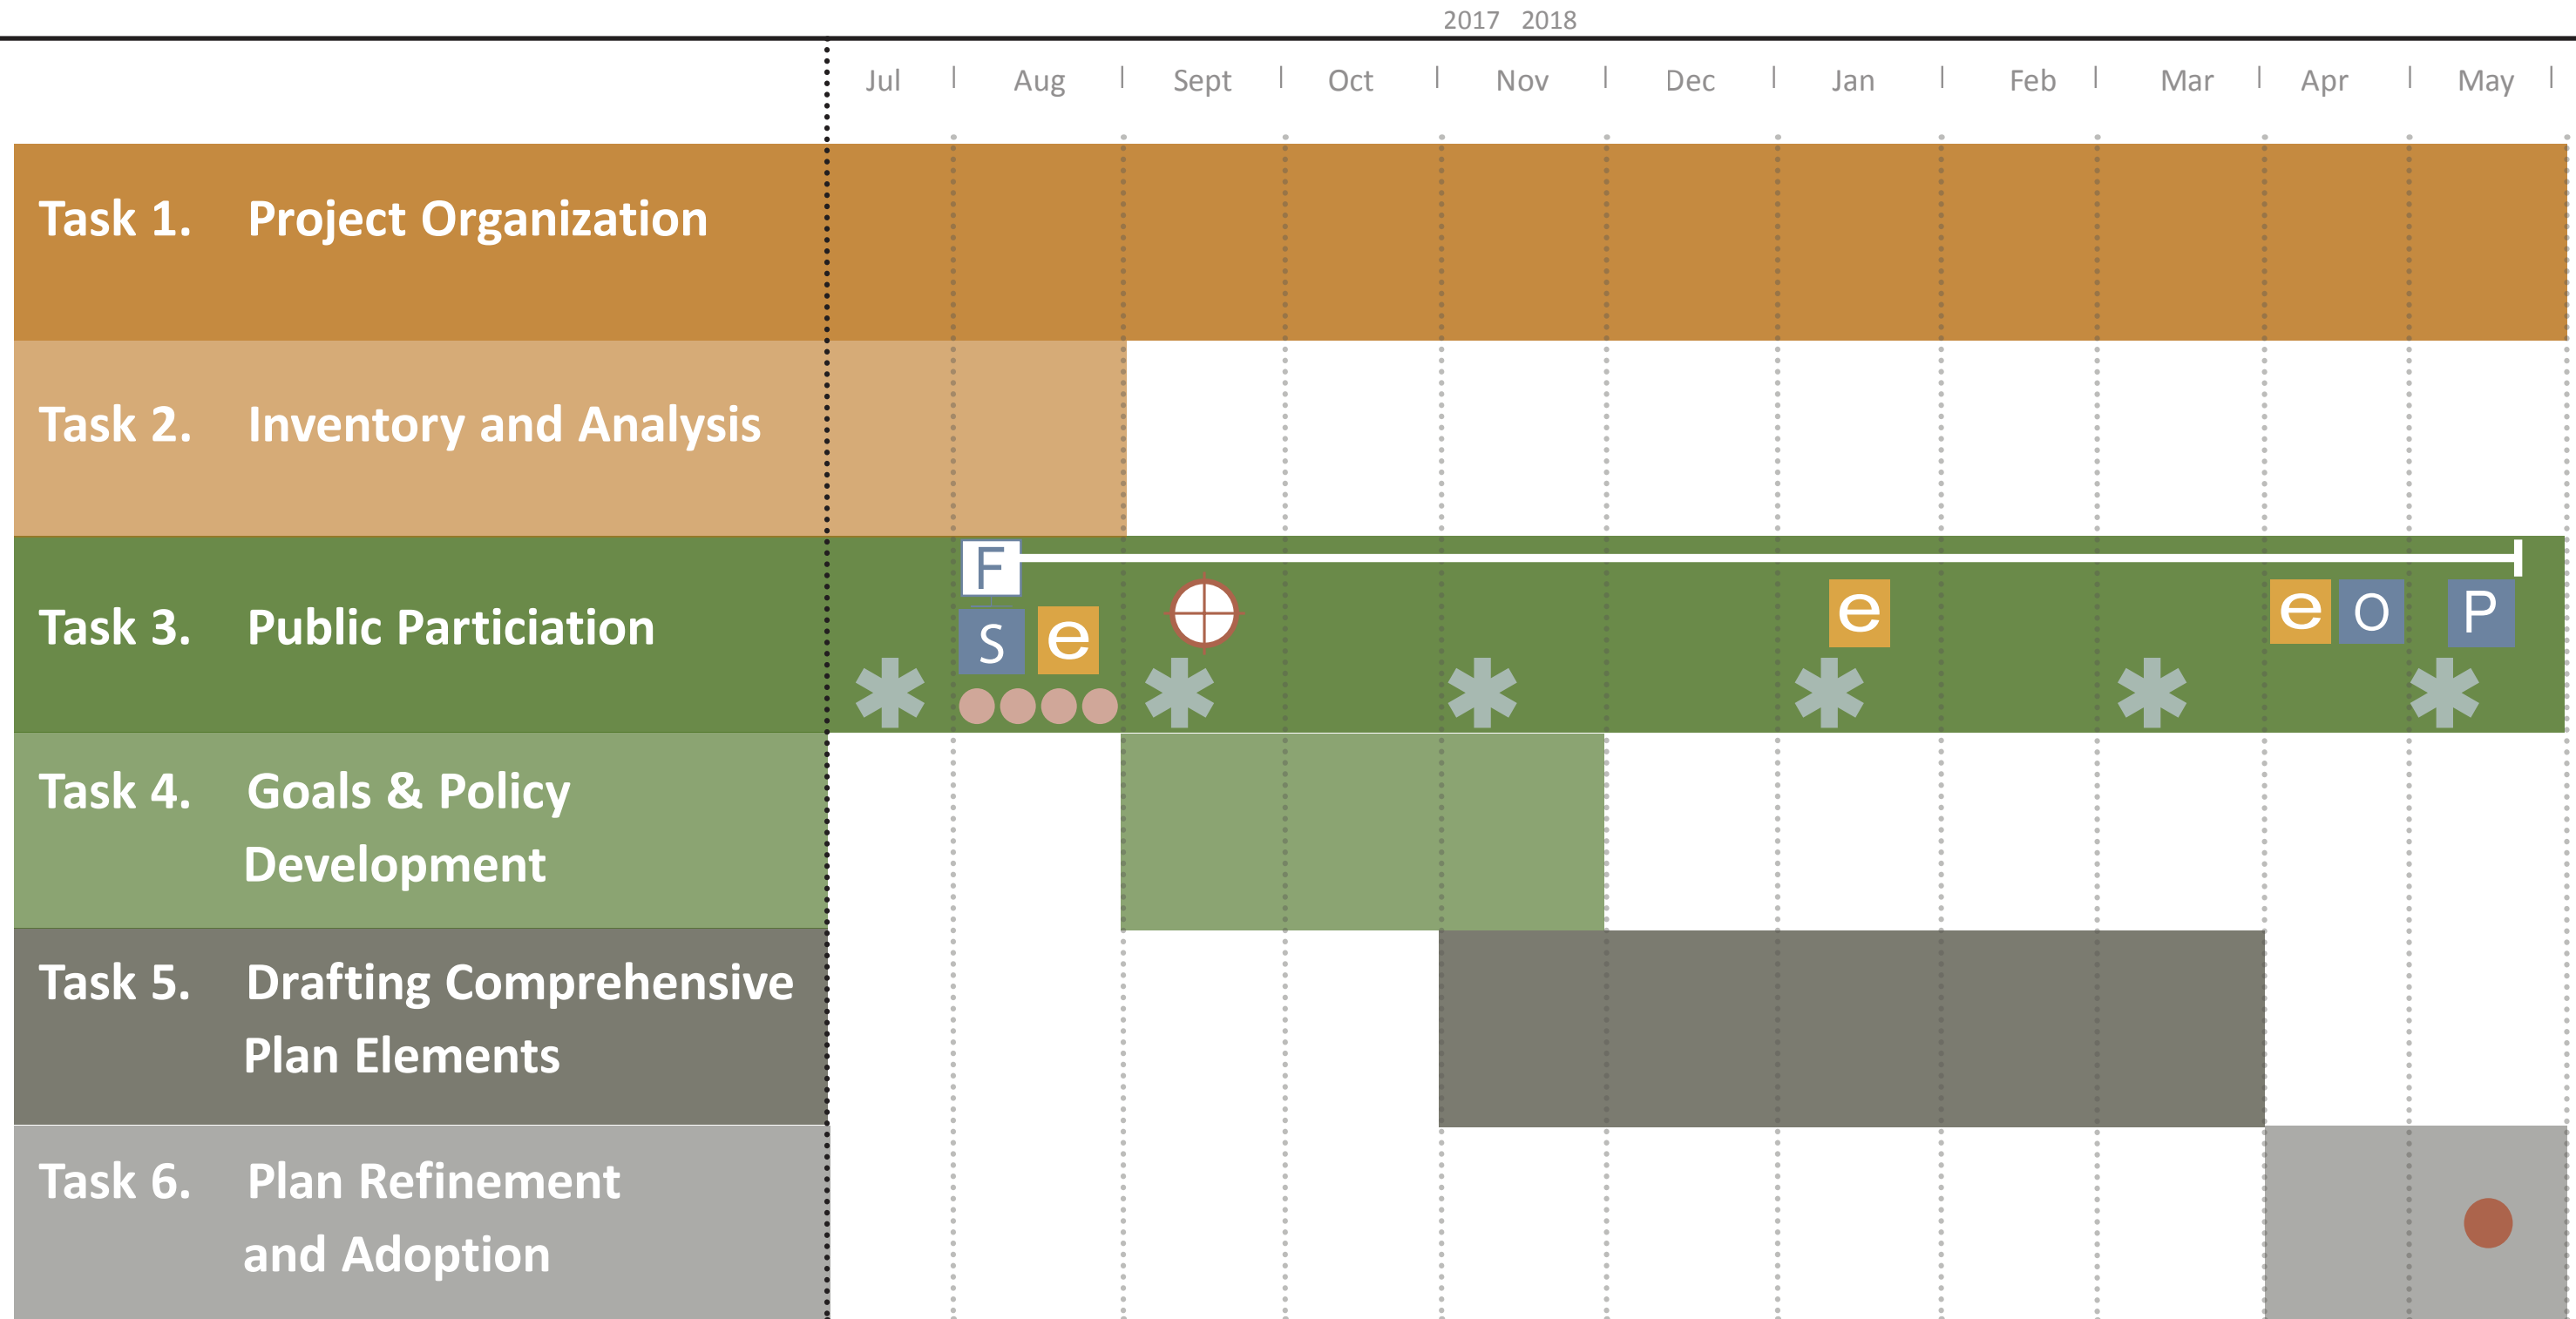 2017 2018
Jul | Aug | Sept | Oct | Nov | Dec | Jan | Feb | Mar | Apr | May |
Task 1. Project Organization
Task 2. Inventory and Analysis
F
Task 3. Public Particiation
S e e e O P
Task 4. Goals & Policy
Development
Task 5. Drafting Comprehensive
Plan Elements
Task 6. Plan Refinement
and Adoption